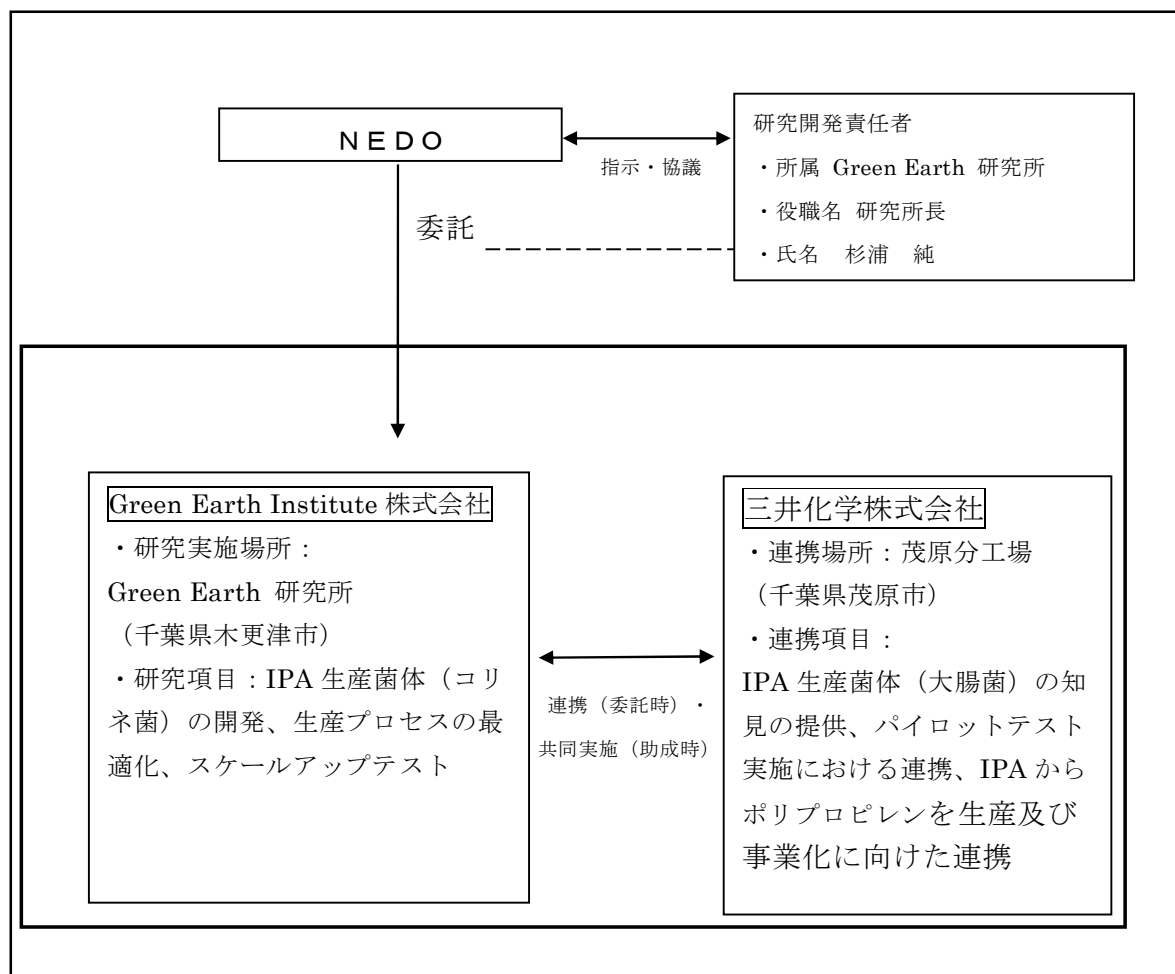 NEDO
指示・協議
研究開発責任者
・所属 Green Earth 研究所
・役職名 研究所長
・氏名 杉浦 純
委託
Green Earth Institute 株式会社
・研究実施場所：
Green Earth 研究所
（千葉県木更津市）
・研究項目：IPA 生産菌体（コリ
ネ菌）の開発、生産プロセスの最
適化、スケールアップテスト
連携（委託時）・
共同実施（助成時）
三井化学株式会社
・連携場所：茂原分工場
（千葉県茂原市）
・連携項目：
IPA 生産菌体（大腸菌）の知
見の提供、パイロットテスト
実施における連携、IPA から
ポリプロピレンを生産及び
事業化に向けた連携